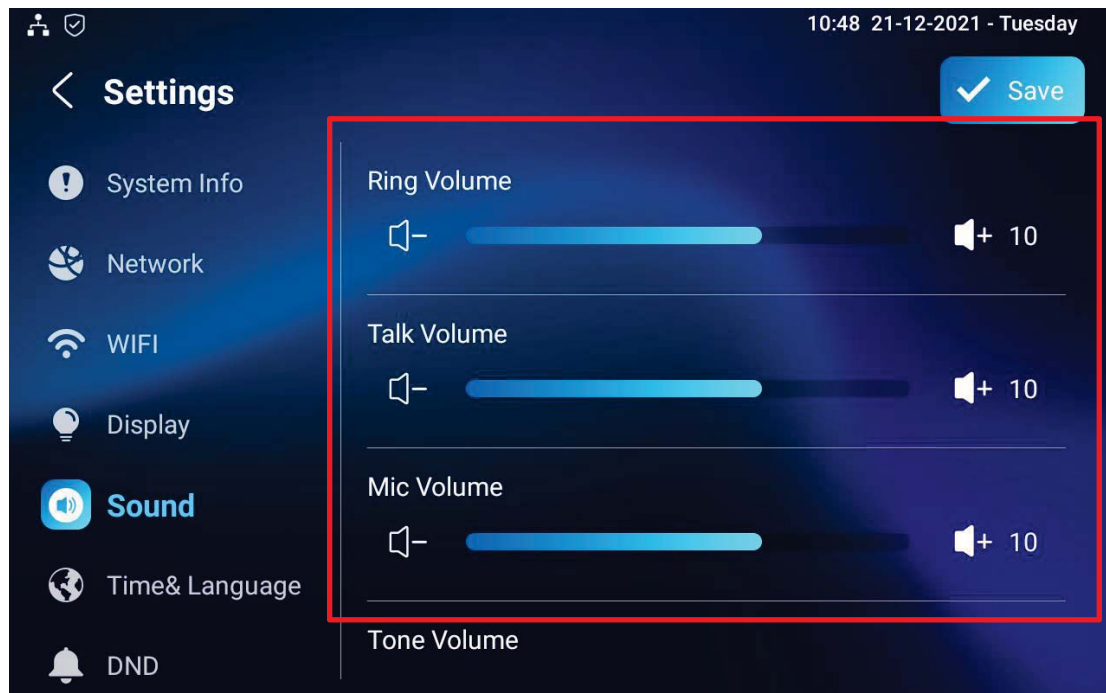 10:48 21-12-2021 - Tuesday
Settings
Save
System Info
Network
WIFI
Display
Sound
Time& Language
DND
Ring Volume
10
Talk Volume
10
Mic Volume
10
Tone Volume